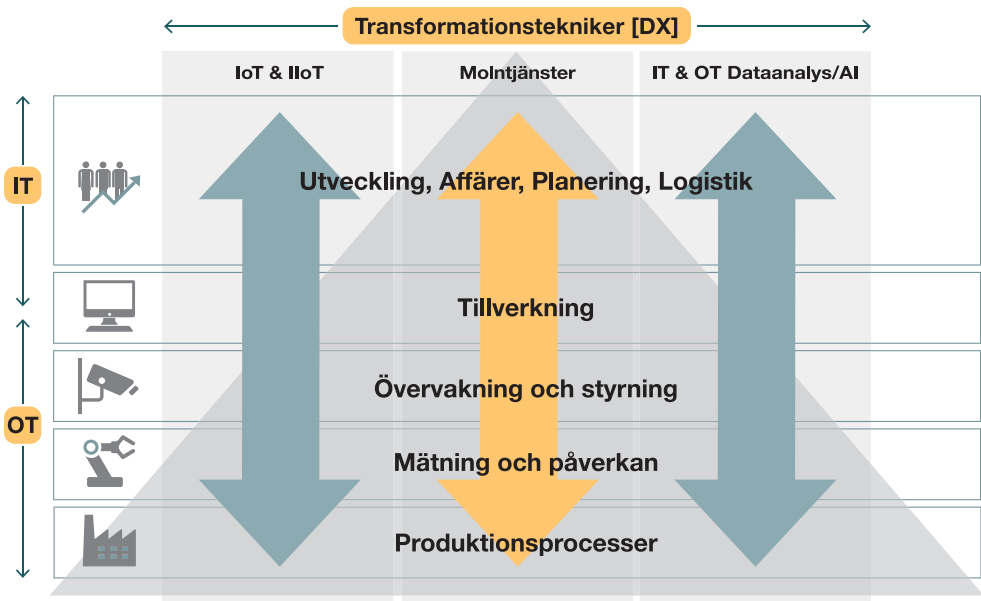 Transformationstekniker [DX]
IoT & IIoT
Molntjänster
IT & OT Dataanalys/AI
IT
Utveckling, Affärer, Planering, Logistik
Tillverkning
Övervakning och styrning
OT
Mätning och påverkan
Produktionsprocesser